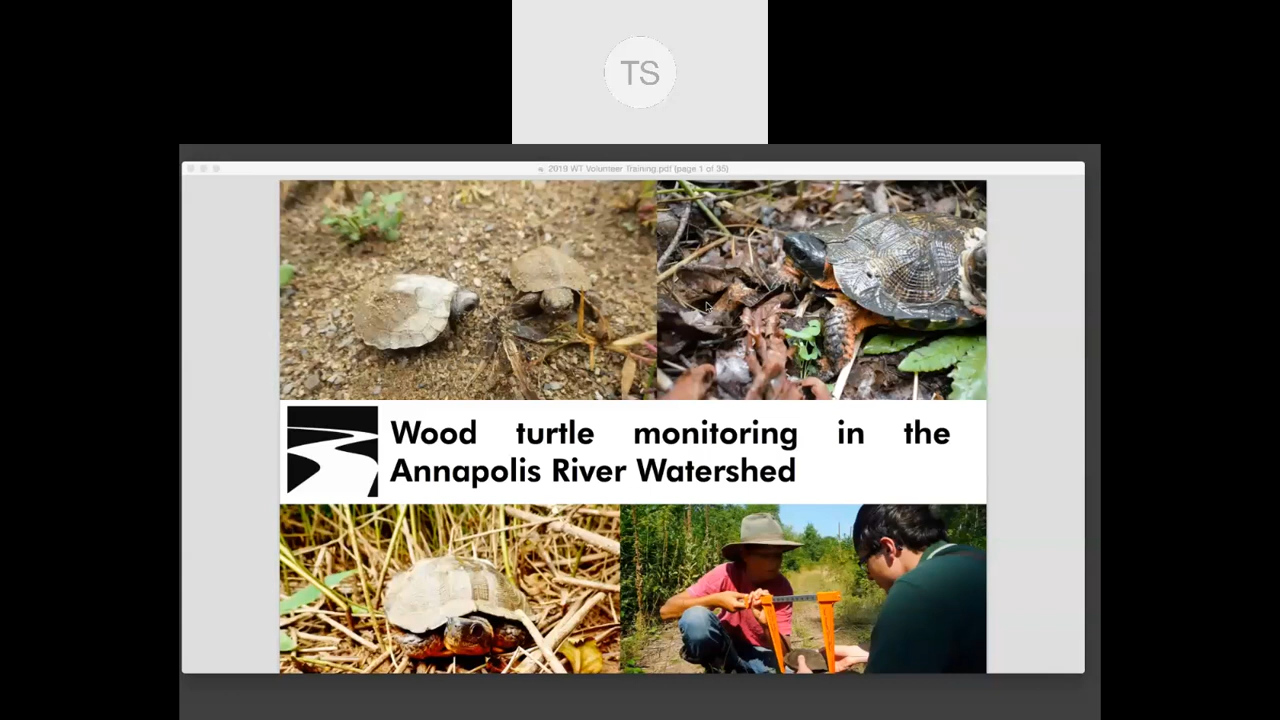 TS
2019 WT Volunteer Training.pdf (page 1 of 35)
Wood turtle monitoring in the
Annapolis River Watershed